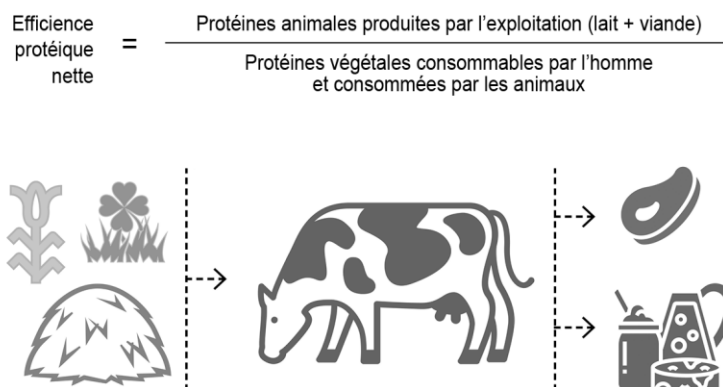 Efficience
protéique
nette
=
Protéines animales produites par l’exploitation (lait + viande)
Protéines végétales consommables par l’homme
et consommées par les animaux